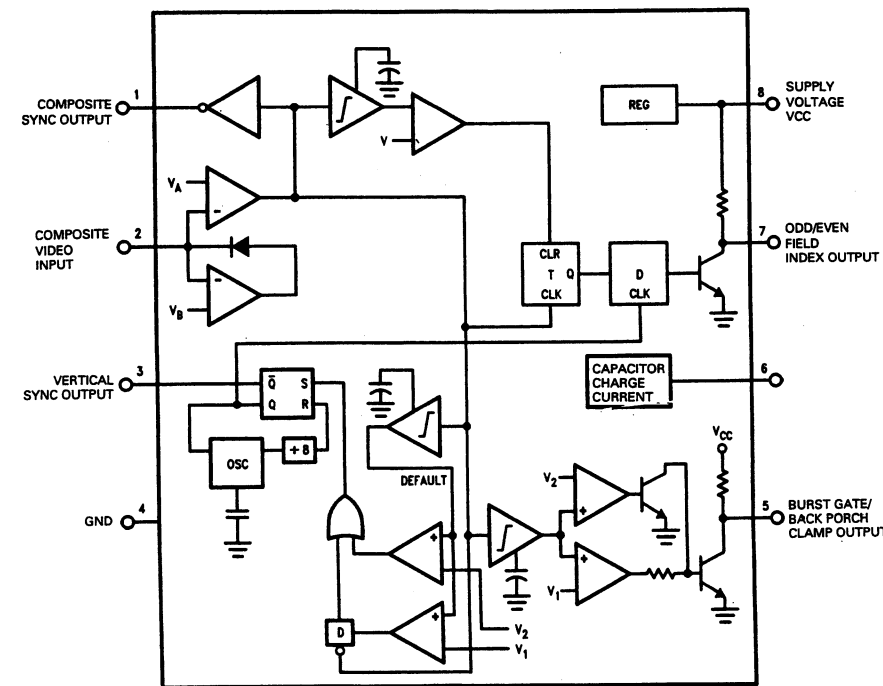 1
COMPOSITE
SYNC OUTPUT
V
REG
8
SUPPLY
VOLTAGE
VCC
VA
2
COMPOSITE
VIDEO
INPUT
-
-
VB
7
ODD/EVEN
FIELD
INDEX OUTPUT
CLR
T Q
CLK
D
CLK
3
VERTICAL
SYNC OUTPUT
Q̅ S
Q R
OSC
÷8
CAPACITOR
CHARGE
CURRENT
6
DEFAULT
4
GND
V2
+
+
V1
VCC
5
BURST GATE/
BACK PORCH
CLAMP OUTPUT
+
+
D
V2
V1